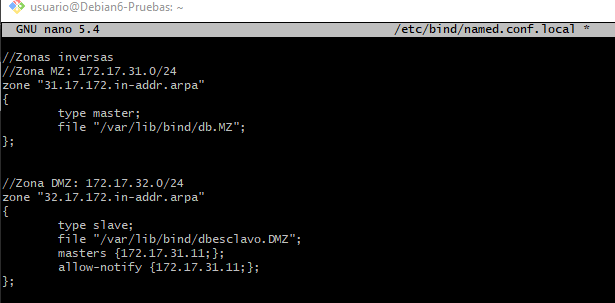 usuario@Debian6-Pruebas: ~
GNU nano 5.4 /etc/bind/named.conf.local *
//Zonas inversas
//Zona MZ: 172.17.31.0/24
zone "31.17.172.in-addr.arpa"
{
type master;
file "/var/lib/bind/db.MZ";
};
//Zona DMZ: 172.17.32.0/24
zone "32.17.172.in-addr.arpa"
{
type slave;
file "/var/lib/bind/dbesclavo.DMZ";
masters {172.17.31.11;};
allow-notify {172.17.31.11;};
};